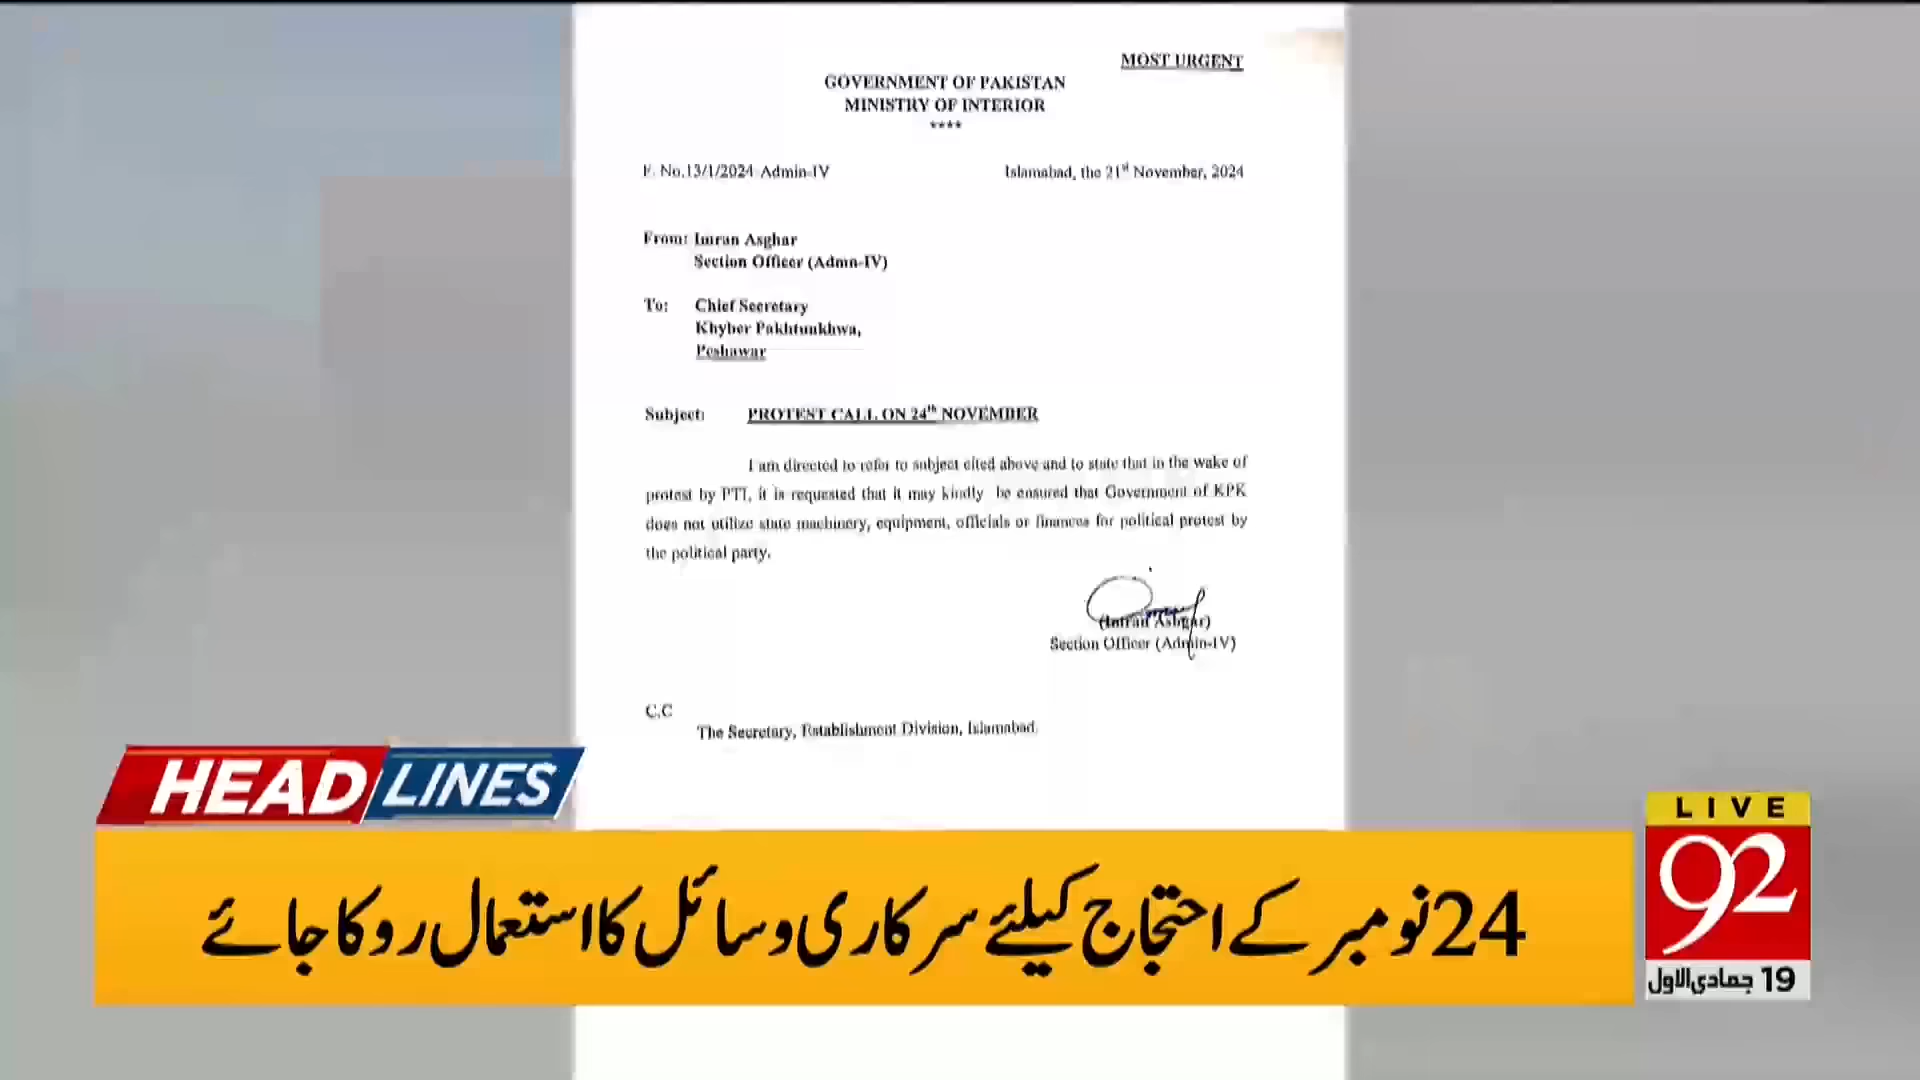 MOST URGENT
GOVERNMENT OF PAKISTAN
MINISTRY OF INTERIOR
****
F. No.13/1/2024 Admin-IV
Islamabad, the 21st November, 2024
From: Imran Asghar
Section Officer (Admn-IV)
To: Chief Secretary
Khyber Pakhtunkhwa,
Peshawar
Subject: PROTEST CALL ON 24th NOVEMBER
I am directed to refer to subject cited above and to state that in the wake of
protest by PTI, it is requested that it may kindly be ensured that Government of KPK
does not utilize state machinery, equipment, officials or finances for political protest by
the political party.
(Imran Asghar)
Section Officer (Admin-IV)
C.C
The Secretary, Establishment Division, Islamabad.
HEADLINES
24 نومبر کے احتجاج کیلئے سرکاری وسائل کا استعمال روکا جائے
LIVE
92
19 جمادی الاول